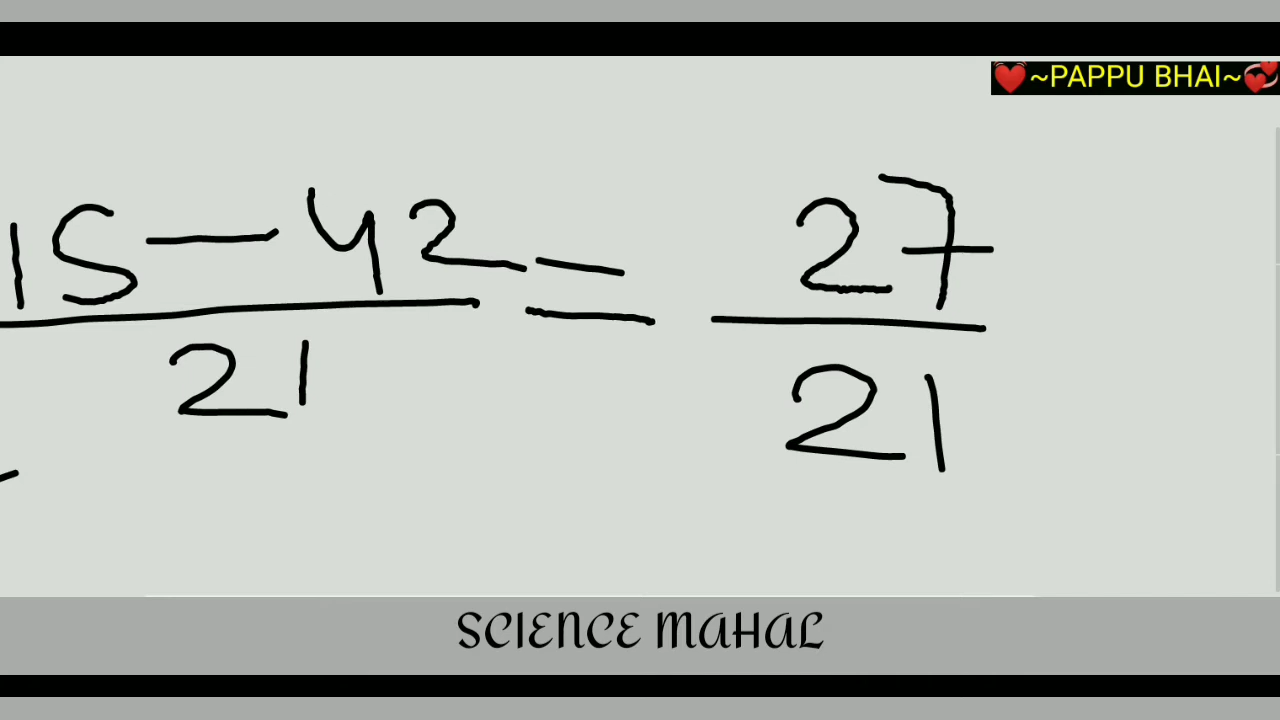 ❤️~PAPPU BHAI~💞
15 — 42 = 27
21 21
SCIENCE MAHAL